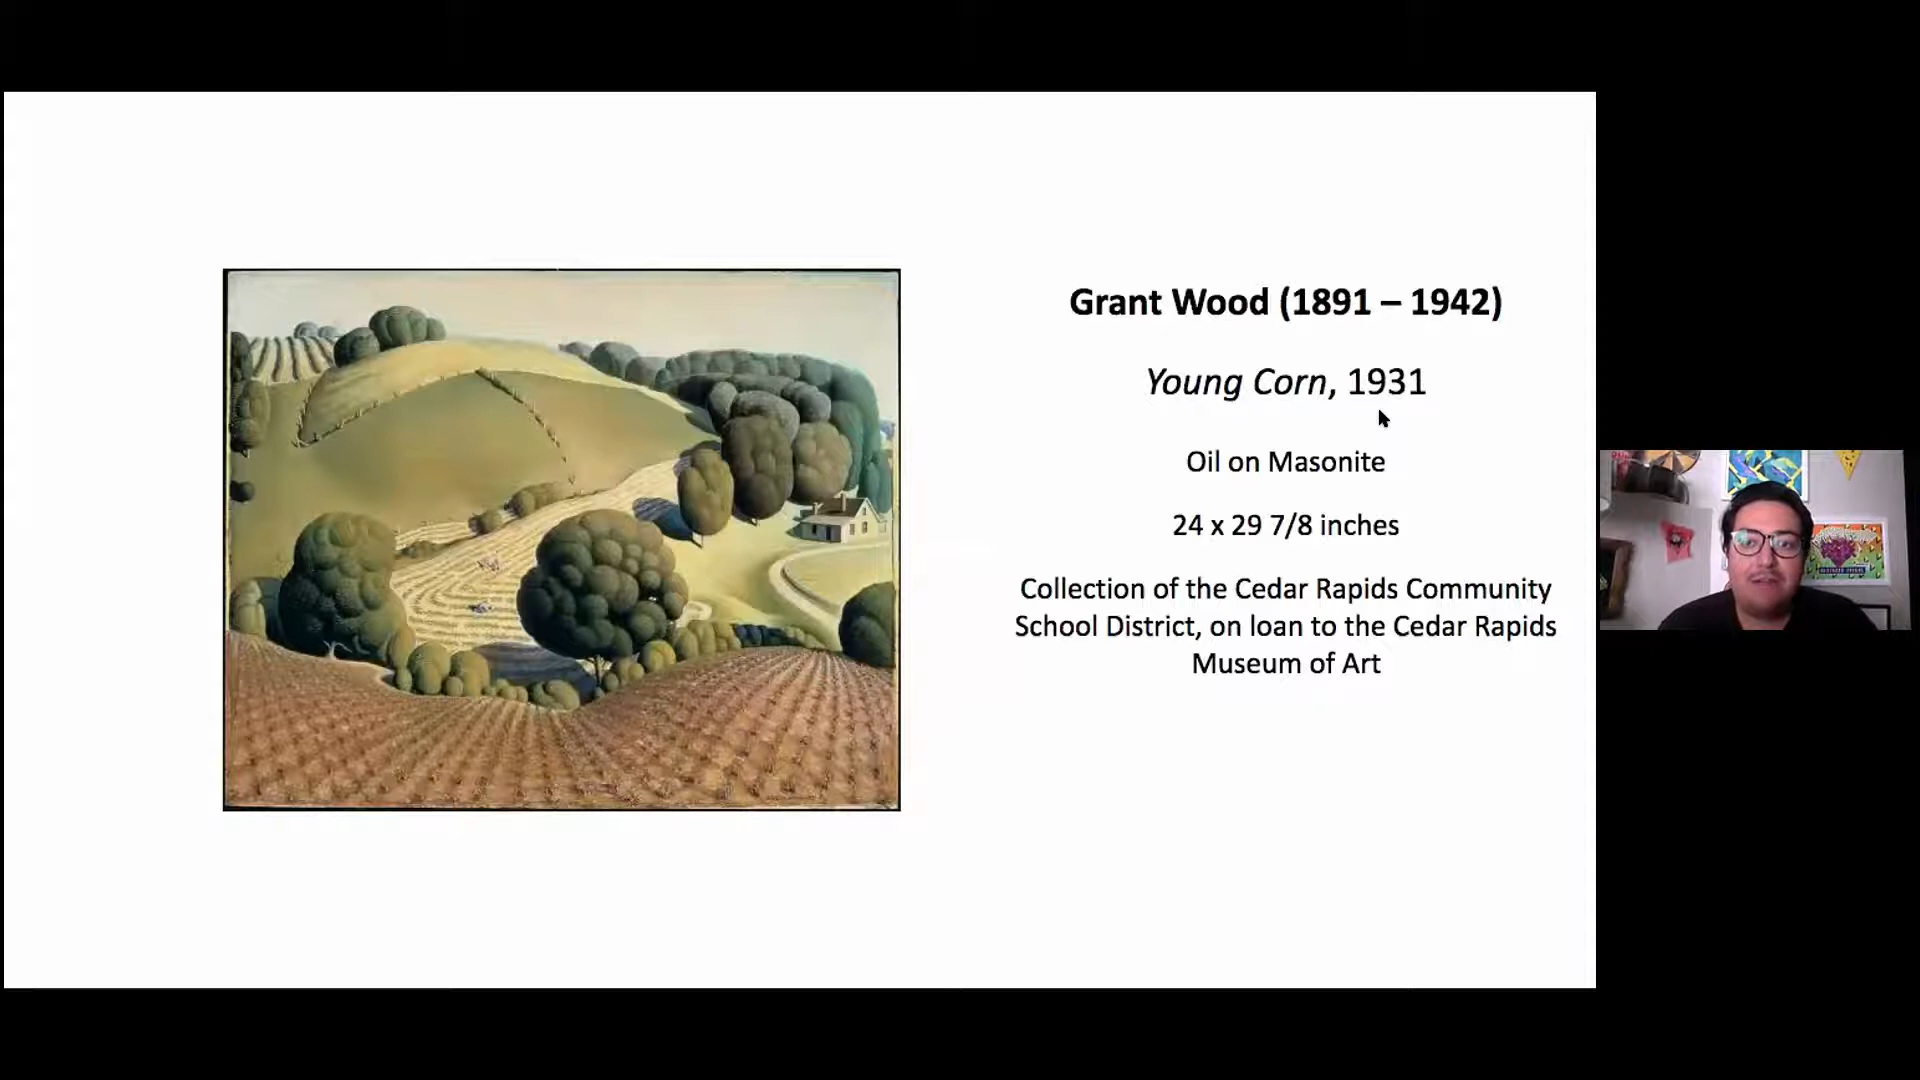 Grant Wood (1891 – 1942)
Young Corn, 1931
Oil on Masonite
24 x 29 7/8 inches
Collection of the Cedar Rapids Community
School District, on loan to the Cedar Rapids
Museum of Art